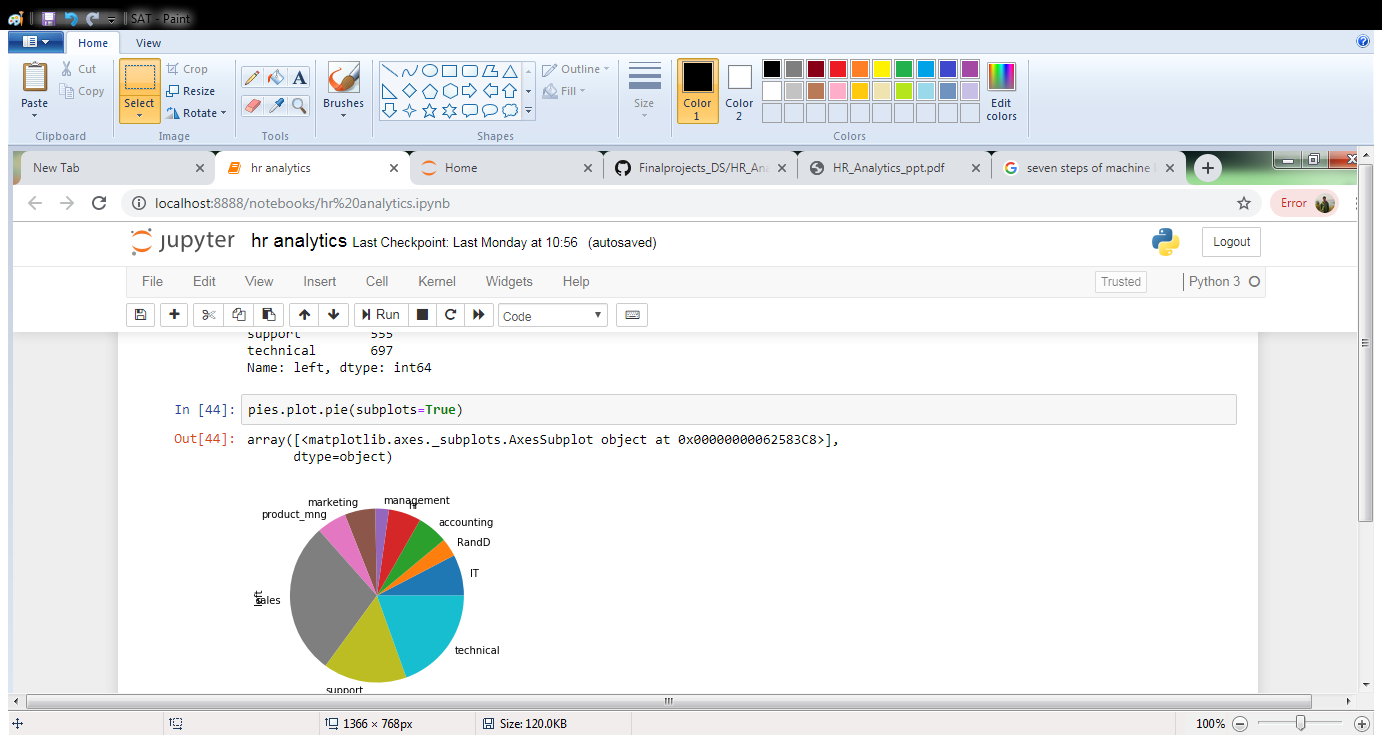 SAT - Paint
Home View
Cut
Copy
Paste
Clipboard
Select
Crop
Resize
Rotate
Image
A
Tools
Brushes
Shapes
Outline
Fill
Size
Color 1
Color 2
Edit colors
Colors
New Tab
hr analytics
Home
Finalprojects_DS/HR_Ana
HR_Analytics_ppt.pdf
seven steps of machine
localhost:8888/notebooks/hr%20analytics.ipynb
Error
jupyter hr analytics Last Checkpoint: Last Monday at 10:56 (autosaved)
Logout
File Edit View Insert Cell Kernel Widgets Help
Trusted
Python 3
Run
Code
support 555
technical 697
Name: left, dtype: int64
In [44]: pies.plot.pie(subplots=True)
Out[44]: array([<matplotlib.axes._subplots.AxesSubplot object at 0x00000000062583C8>],
dtype=object)
marketing
management
hr
product_mng
accounting
RandD
IT
left
sales
technical
support
1366 × 768px
Size: 120.0KB
100%